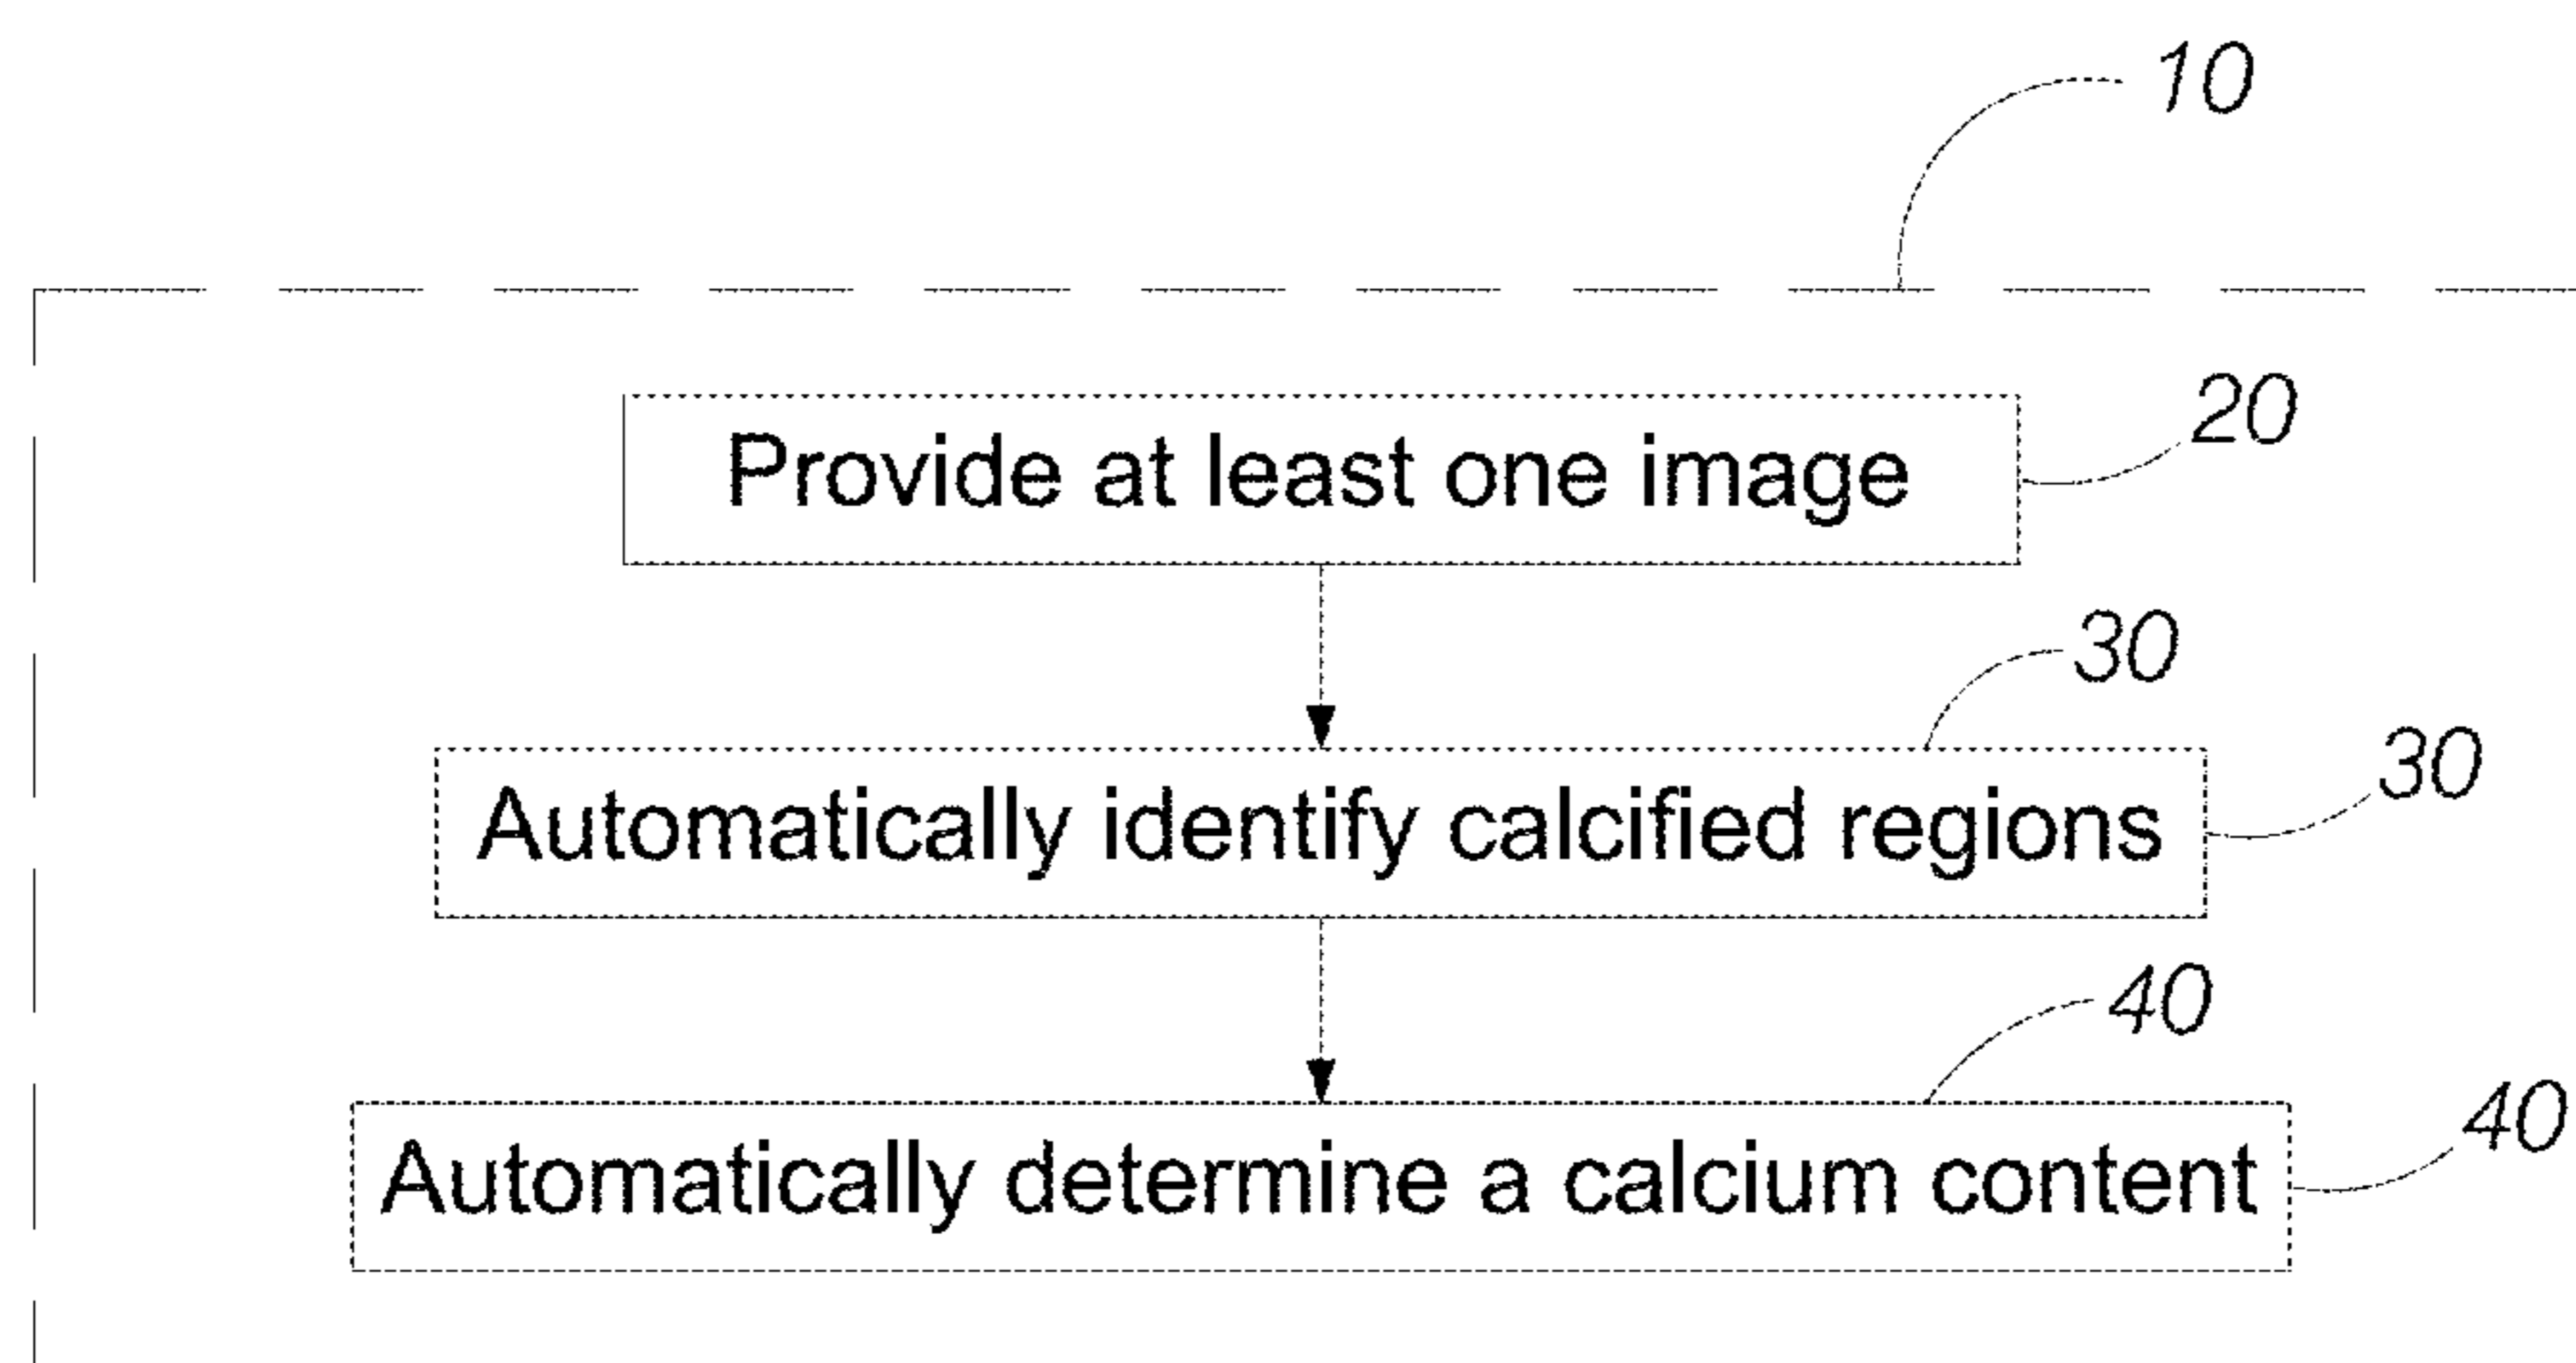 10
20
Provide at least one image
30
30
Automatically identify calcified regions
40
40
Automatically determine a calcium content